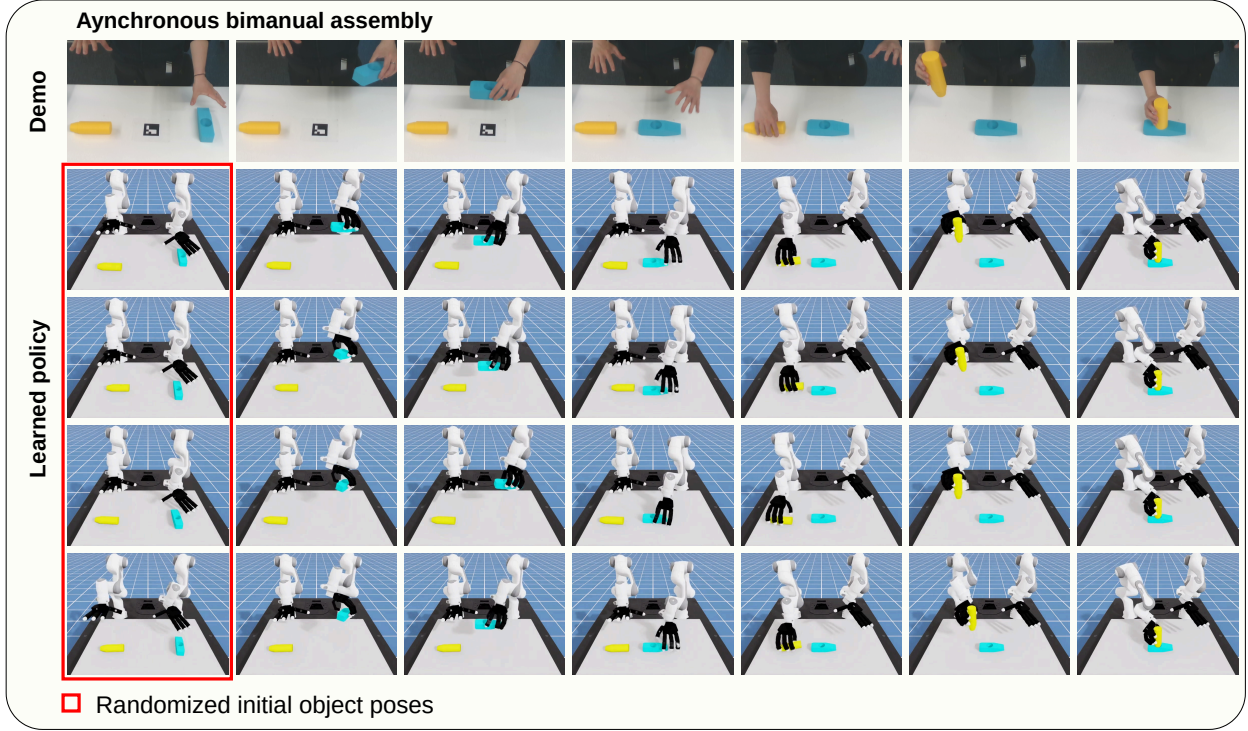 Aynchronous bimanual assembly
Demo
Learned policy
Randomized initial object poses